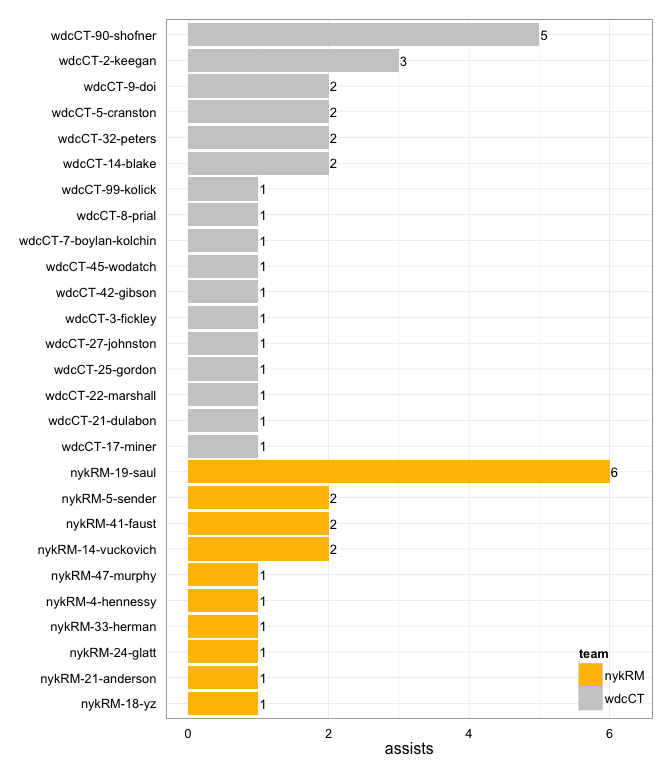 wdcCT-90-shofner 5
wdcCT-2-keegan 3
wdcCT-9-doi 2
wdcCT-5-cranston 2
wdcCT-32-peters 2
wdcCT-14-blake 2
wdcCT-99-kolick 1
wdcCT-8-prial 1
wdcCT-7-boylan-kolchin 1
wdcCT-45-wodatch 1
wdcCT-42-gibson 1
wdcCT-3-fickley 1
wdcCT-27-johnston 1
wdcCT-25-gordon 1
wdcCT-22-marshall 1
wdcCT-21-dulabon 1
wdcCT-17-miner 1
nykRM-19-saul 6
nykRM-5-sender 2
nykRM-41-faust 2
nykRM-14-vuckovich 2
nykRM-47-murphy 1
nykRM-4-hennessy 1
nykRM-33-herman 1
nykRM-24-glatt 1
nykRM-21-anderson 1
nykRM-18-yz 1
team
nykRM
wdcCT
0 2 4 6
assists